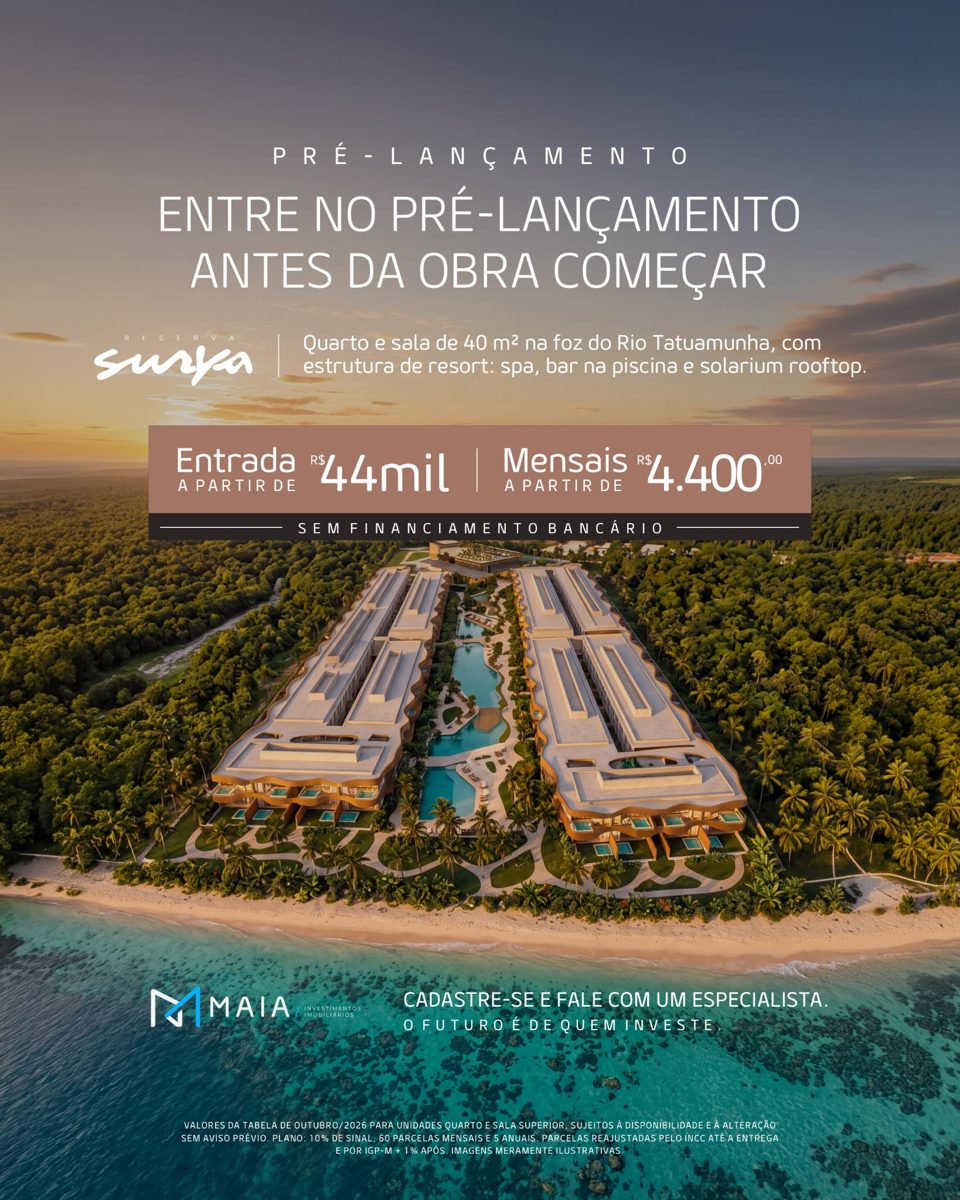 PRÉ-LANÇAMENTO
ENTRE NO PRÉ-LANÇAMENTO
ANTES DA OBRA COMEÇAR
RESERVA
surya
Quarto e sala de 40 m² na foz do Rio Tatuamunha, com
estrutura de resort: spa, bar na piscina e solarium rooftop.
Entrada
A PARTIR DE
R$44mil
Mensais
A PARTIR DE
R$4.400,00
SEM FINANCIAMENTO BANCÁRIO
MAIA
INVESTIMENTOS
IMOBILIÁRIOS
CADASTRE-SE E FALE COM UM ESPECIALISTA.
O FUTURO É DE QUEM INVESTE.
VALORES DA TABELA DE OUTUBRO/2026 PARA UNIDADES QUARTO E SALA SUPERIOR, SUJEITOS À DISPONIBILIDADE E À ALTERAÇÃO
SEM AVISO PRÉVIO. PLANO: 10% DE SINAL, 60 PARCELAS MENSAIS E 5 ANUAIS. PARCELAS REAJUSTADAS PELO INCC ATÉ A ENTREGA
E POR IGP-M + 1% APÓS. IMAGENS MERAMENTE ILUSTRATIVAS.